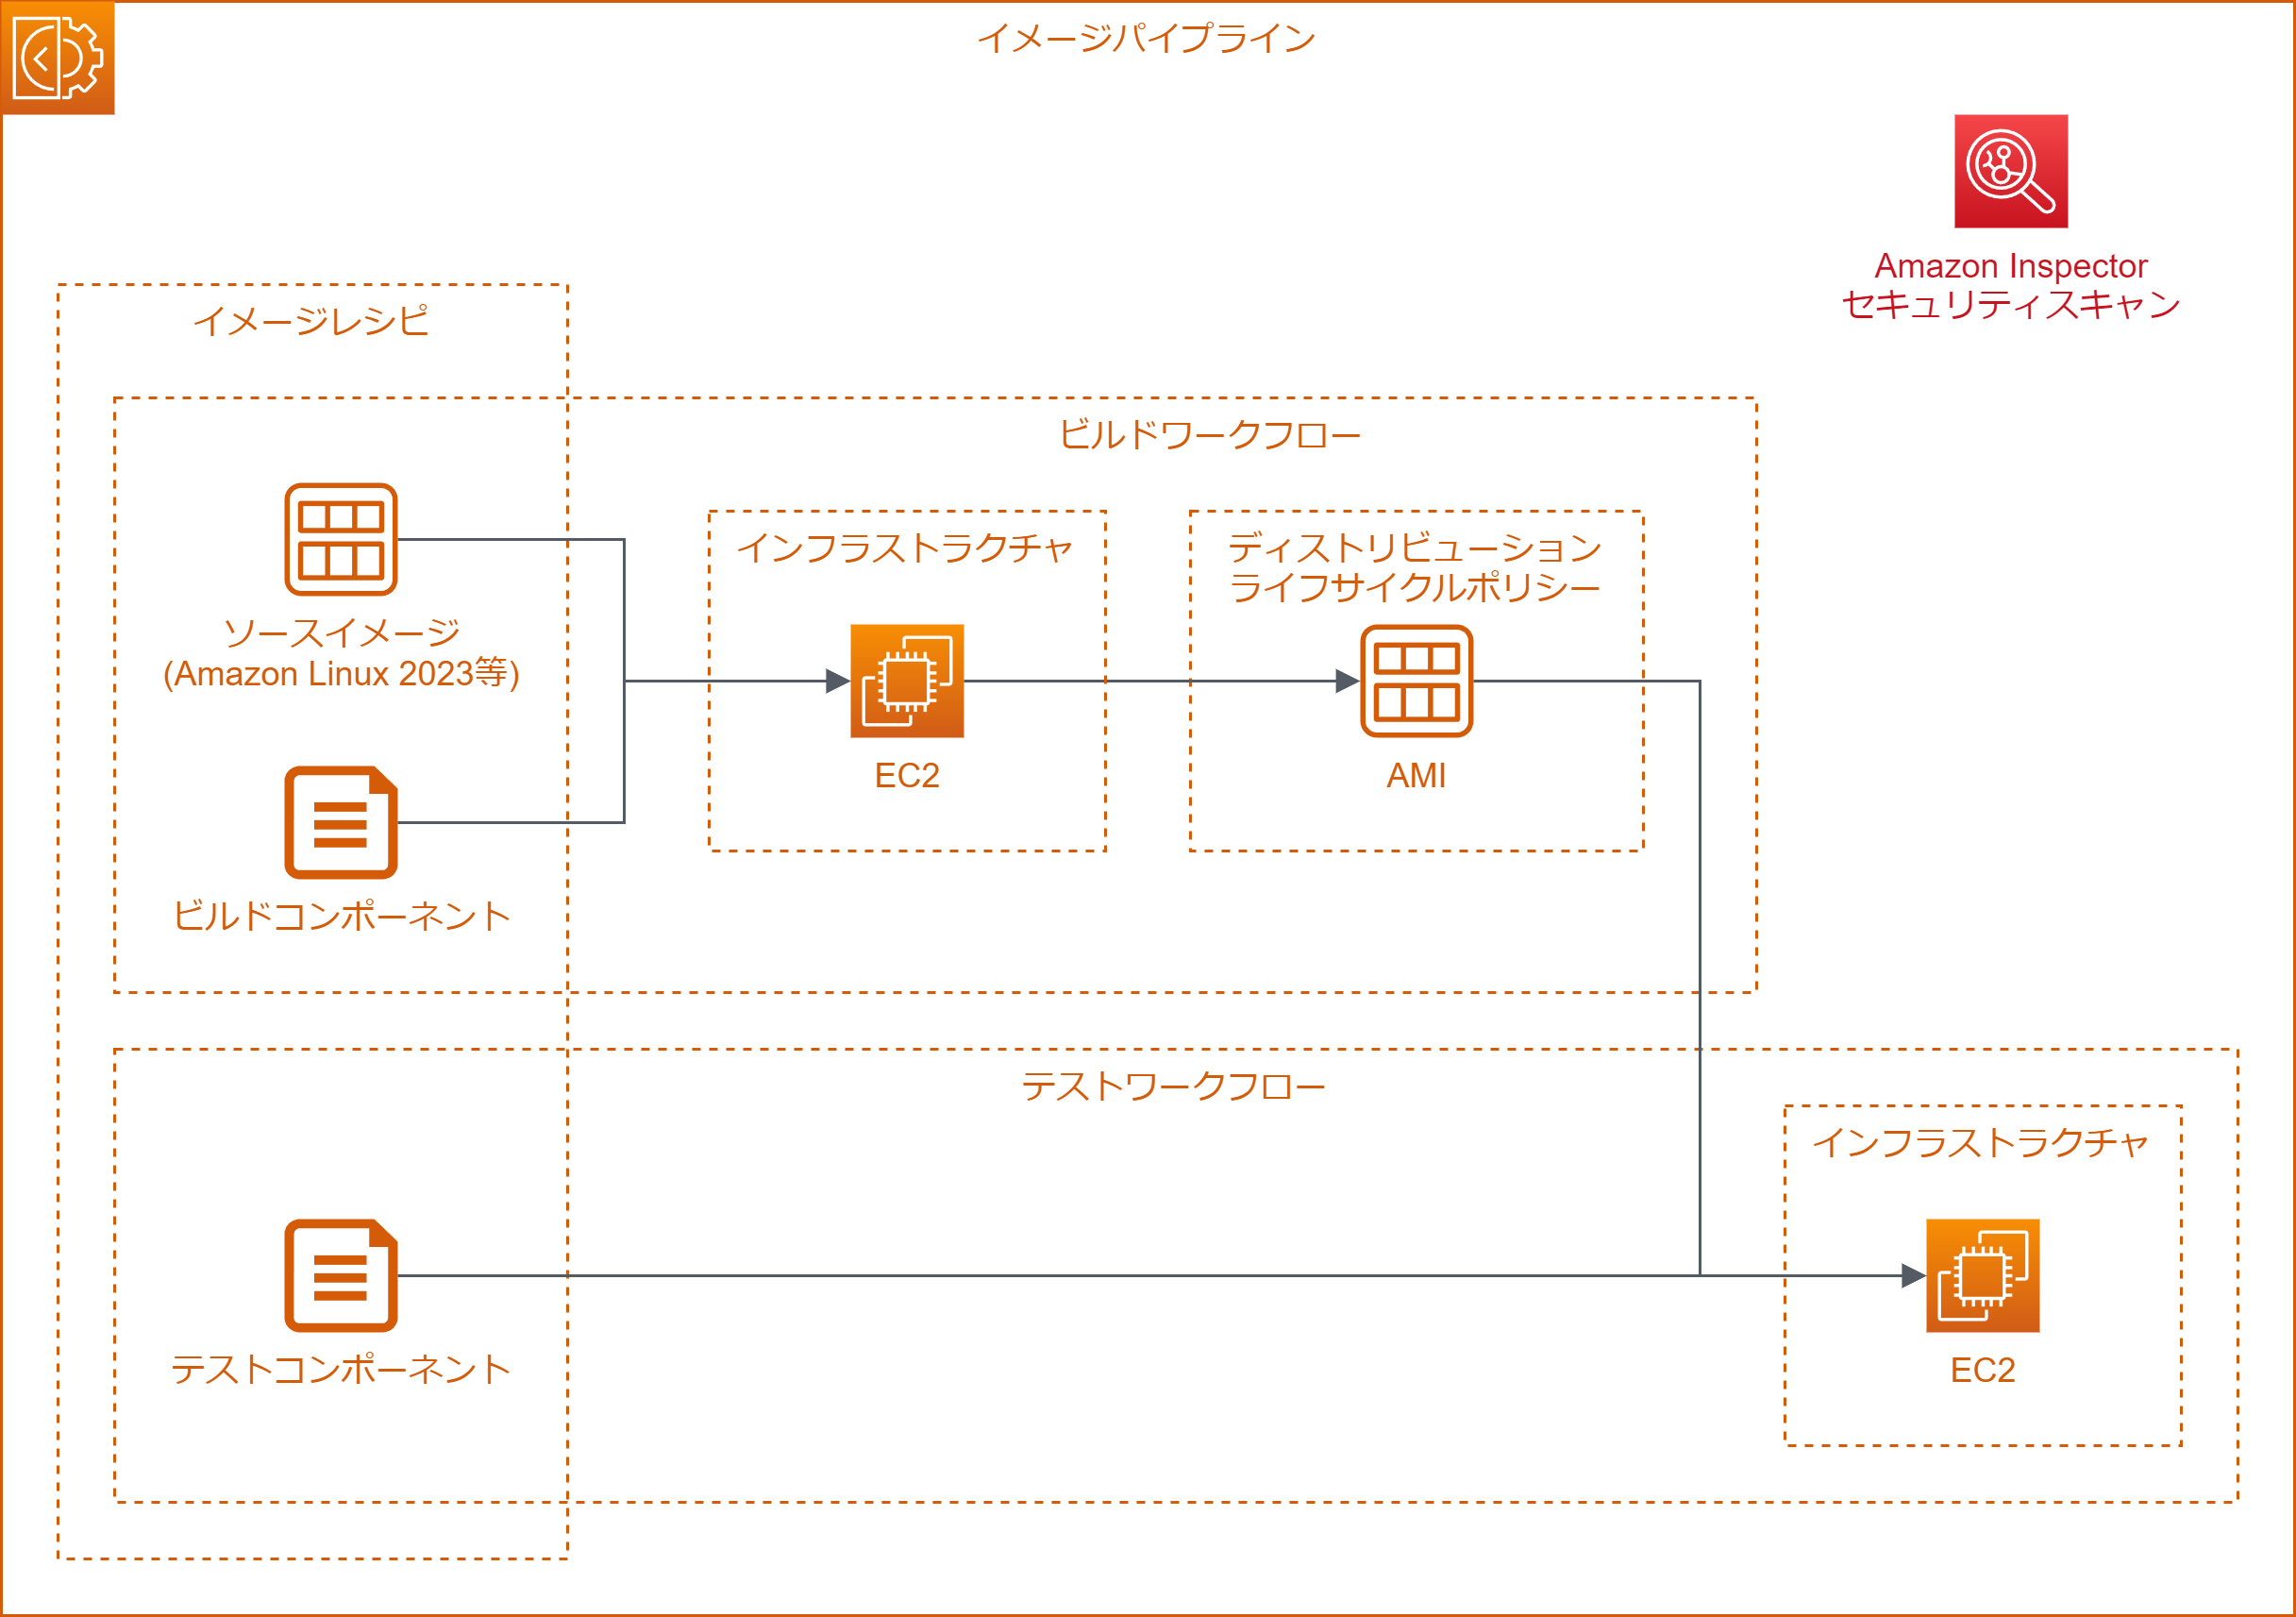 イメージパイプライン
Amazon Inspector
セキュリティスキャン
イメージレシピ
ビルドワークフロー
ソースイメージ
(Amazon Linux 2023等)
ビルドコンポーネント
インフラストラクチャ
EC2
ディストリビューション
ライフサイクルポリシー
AMI
テストワークフロー
テストコンポーネント
インフラストラクチャ
EC2